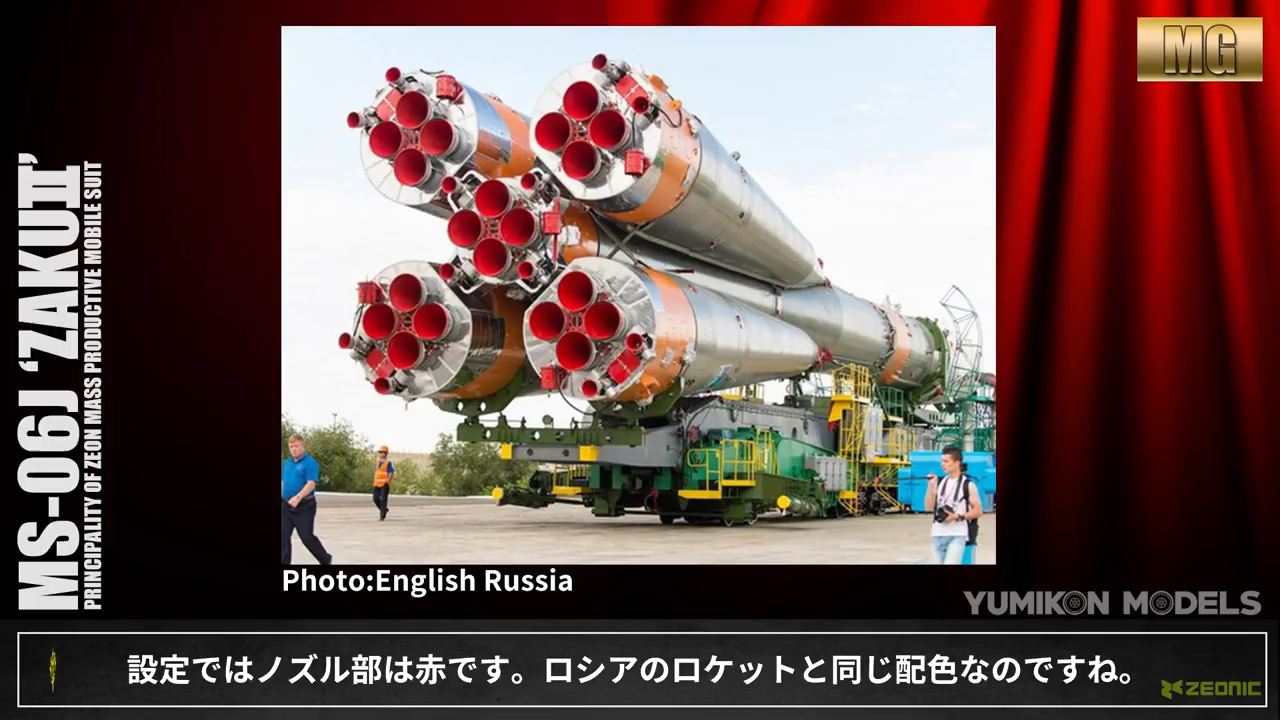 MG
MS-06J ‘ZAKUII’
PRINCIPALITY OF ZEON MASS PRODUCTIVE MOBILE SUIT
Photo:English Russia
YUMIKON MODELS
設定ではノズル部は赤です。ロシアのロケットと同じ配色なのですね。
ZEONIC